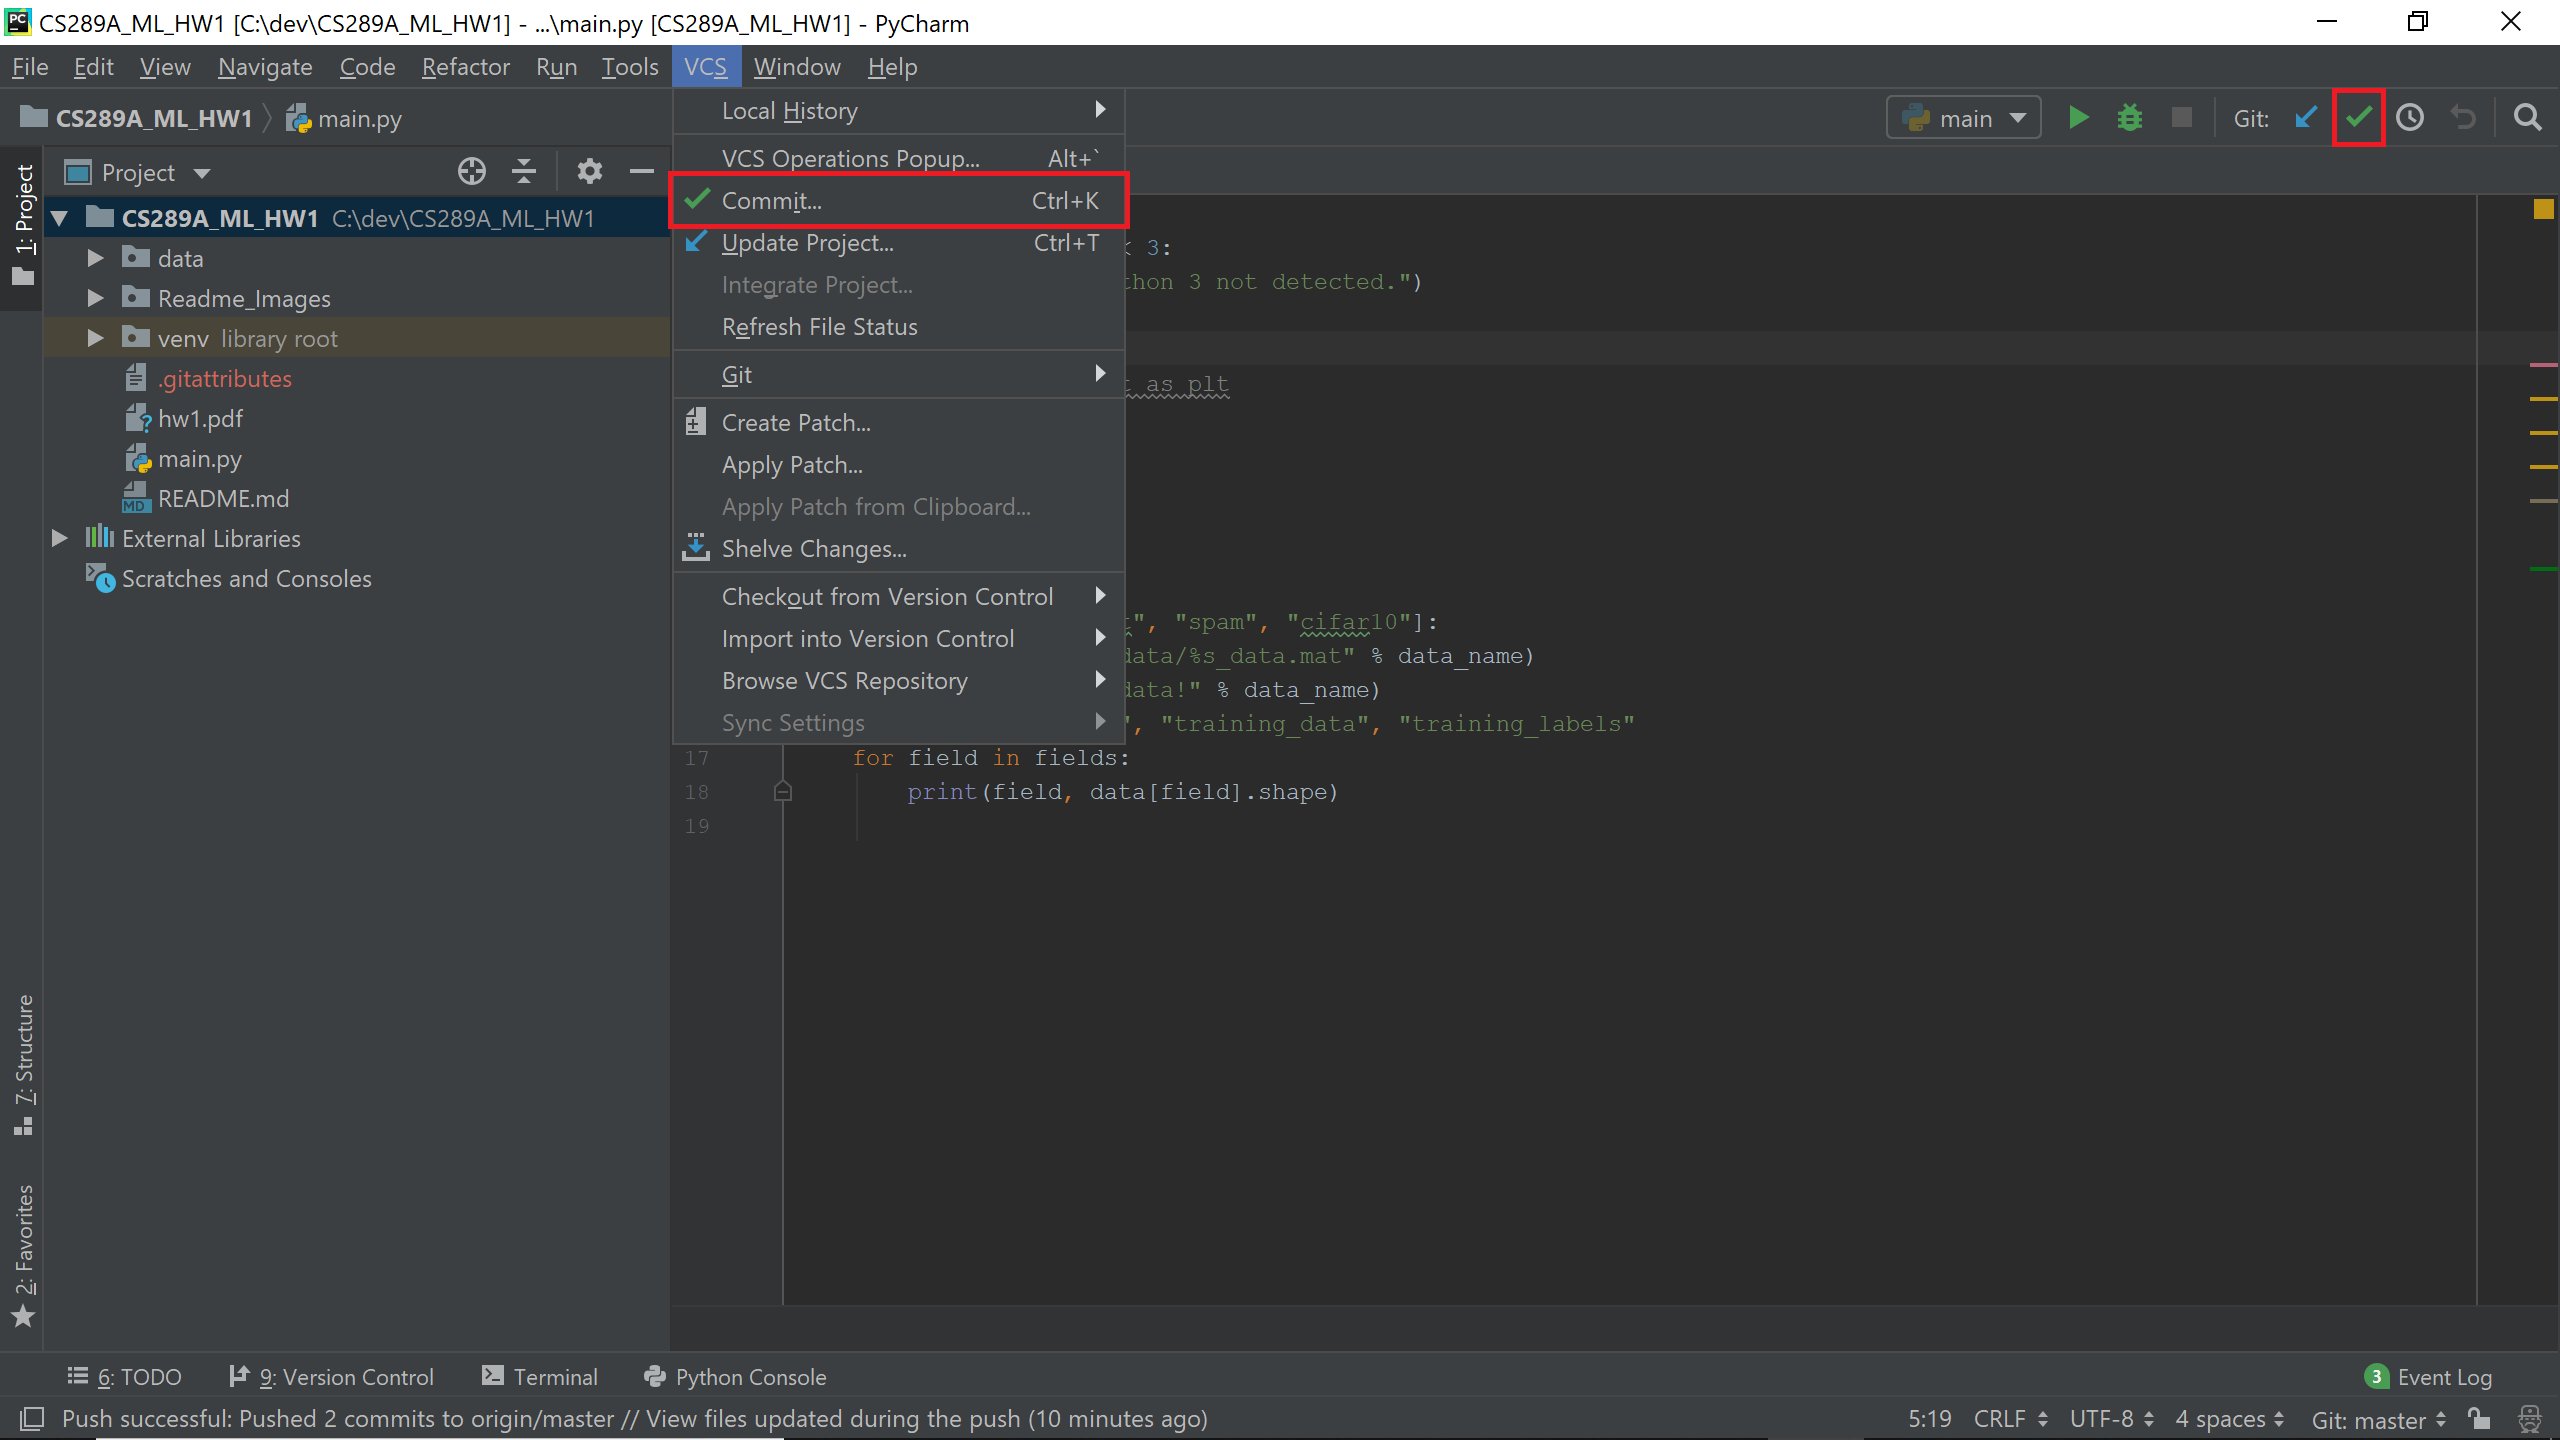 CS289A_ML_HW1 [C:\dev\CS289A_ML_HW1] - ...\main.py [CS289A_ML_HW1] - PyCharm
File Edit View Navigate Code Refactor Run Tools VCS Window Help
CS289A_ML_HW1 main.py
main Git:
Project
1: Project
CS289A_ML_HW1 C:\dev\CS289A_ML_HW1
data
Readme_Images
venv library root
.gitattributes
hw1.pdf
main.py
README.md
External Libraries
Scratches and Consoles
7: Structure
2: Favorites
Local History
VCS Operations Popup... Alt+`
Commit... Ctrl+K
Update Project... Ctrl+T
Integrate Project...
Refresh File Status
Git
Create Patch...
Apply Patch...
Apply Patch from Clipboard...
Shelve Changes...
Checkout from Version Control
Import into Version Control
Browse VCS Repository
Sync Settings
< 3:
thon 3 not detected.")
t as plt
t", "spam", "cifar10"]:
data/%s_data.mat" % data_name)
data!" % data_name)
", "training_data", "training_labels"
17 for field in fields:
18 print(field, data[field].shape)
19
6: TODO 9: Version Control Terminal Python Console 3 Event Log
Push successful: Pushed 2 commits to origin/master // View files updated during the push (10 minutes ago) 5:19 CRLF UTF-8 4 spaces Git: master